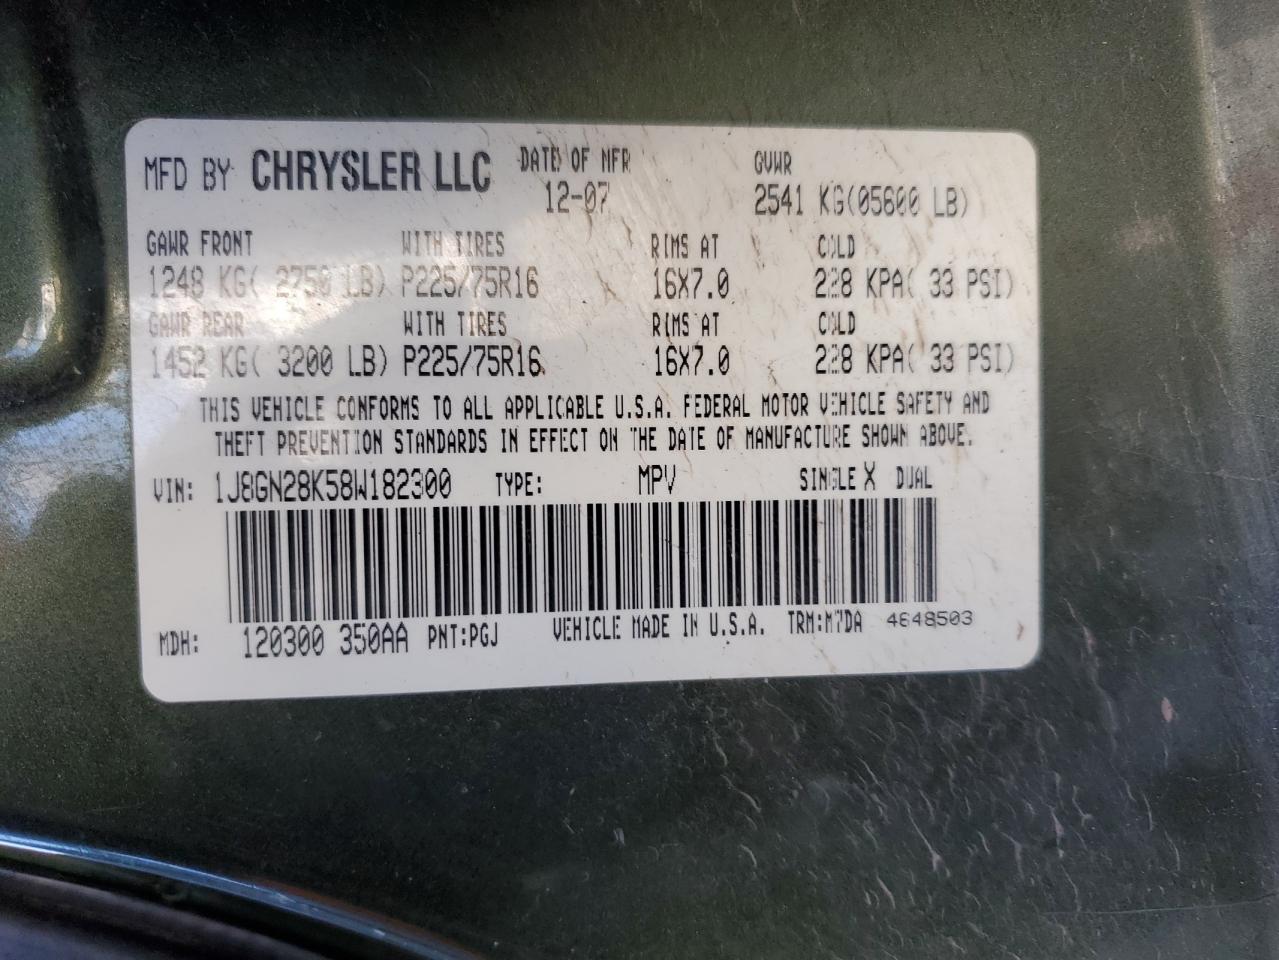 MFD BY CHRYSLER LLC DATE OF MFR GVWR
12-07 2541 KG(05600 LB)
GAWR FRONT WITH TIRES RIMS AT COLD
1248 KG( 2750 LB) P225/75R16 16X7.0 228 KPA( 33 PSI)
GAWR REAR WITH TIRES RIMS AT COLD
1452 KG( 3200 LB) P225/75R16 16X7.0 228 KPA( 33 PSI)
THIS VEHICLE CONFORMS TO ALL APPLICABLE U.S.A. FEDERAL MOTOR VEHICLE SAFETY AND
THEFT PREVENTION STANDARDS IN EFFECT ON THE DATE OF MANUFACTURE SHOWN ABOVE.
VIN: 1J8GN28K58W182300 TYPE: MPV SINGLE X DUAL
MDH: 120300 350AA PNT:PGJ VEHICLE MADE IN U.S.A. TRM:M7DA 4648503